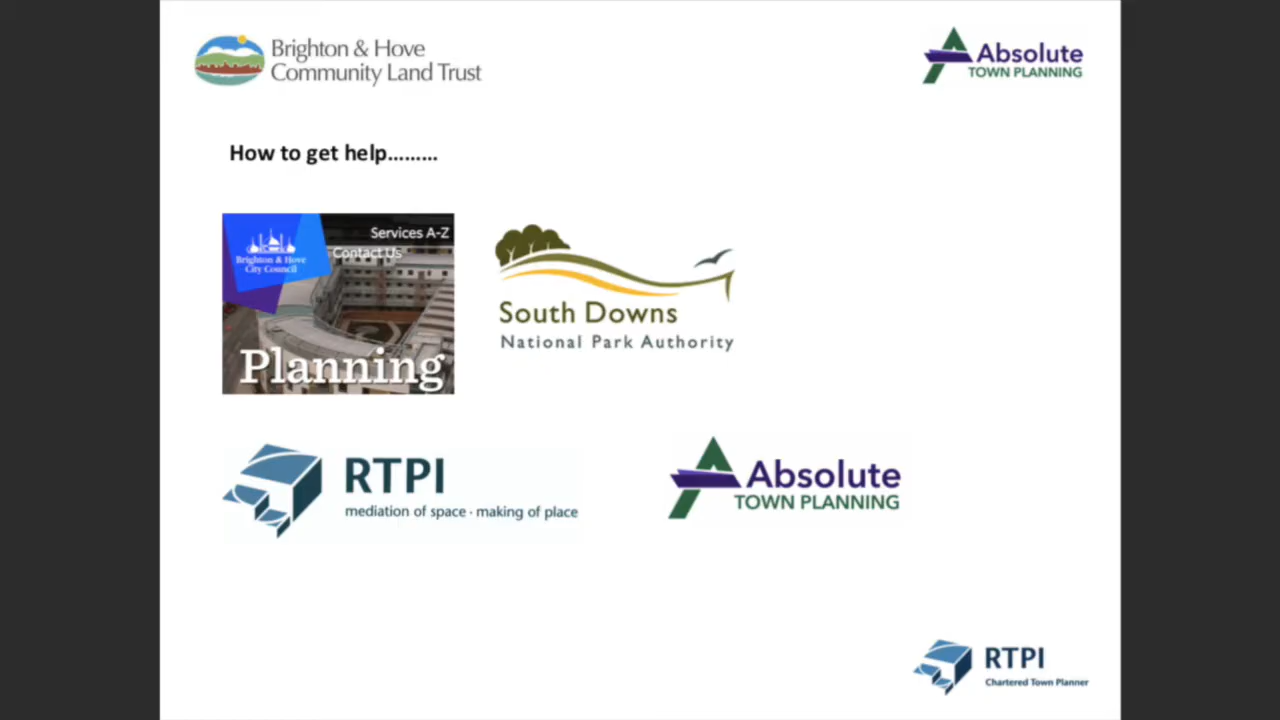 Brighton & Hove
Community Land Trust
Absolute
TOWN PLANNING
How to get help.........
Services A-Z
Contact Us
Brighton & Hove
City Council
Planning
South Downs
National Park Authority
RTPI
mediation of space · making of place
Absolute
TOWN PLANNING
RTPI
Chartered Town Planner